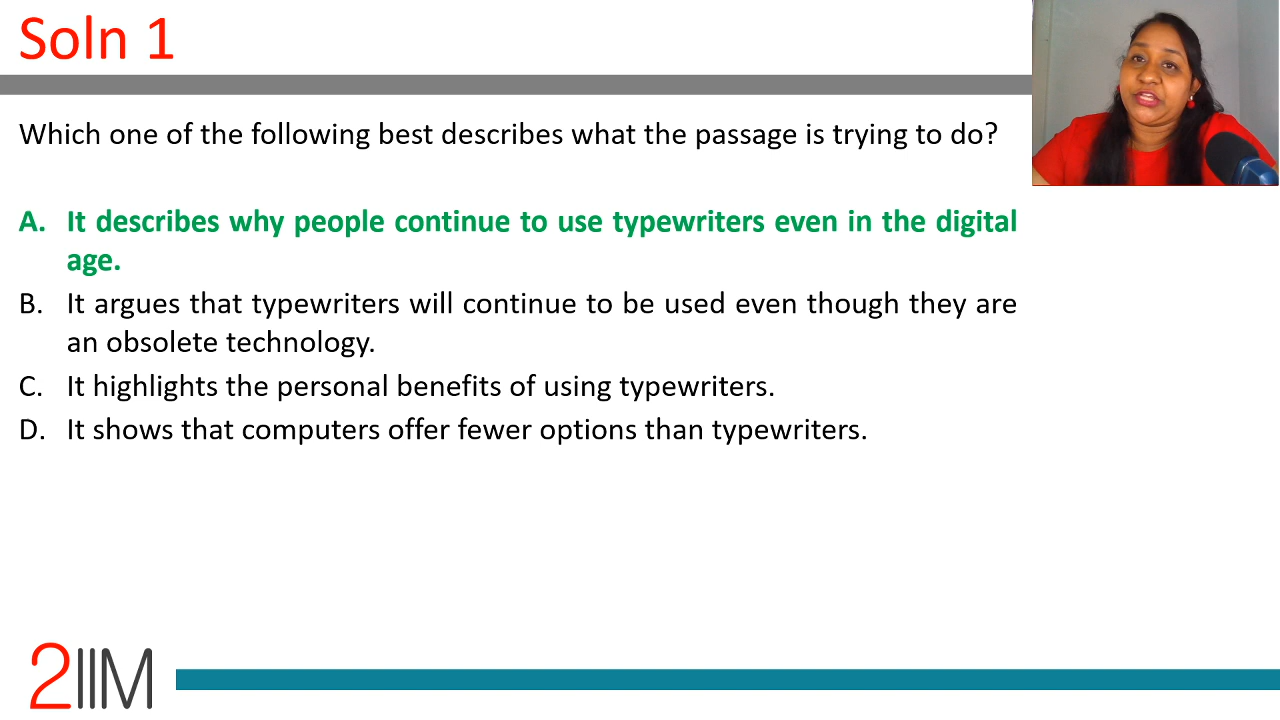 Soln 1
Which one of the following best describes what the passage is trying to do?
A. It describes why people continue to use typewriters even in the digital
age.
B. It argues that typewriters will continue to be used even though they are
an obsolete technology.
C. It highlights the personal benefits of using typewriters.
D. It shows that computers offer fewer options than typewriters.
2IIM